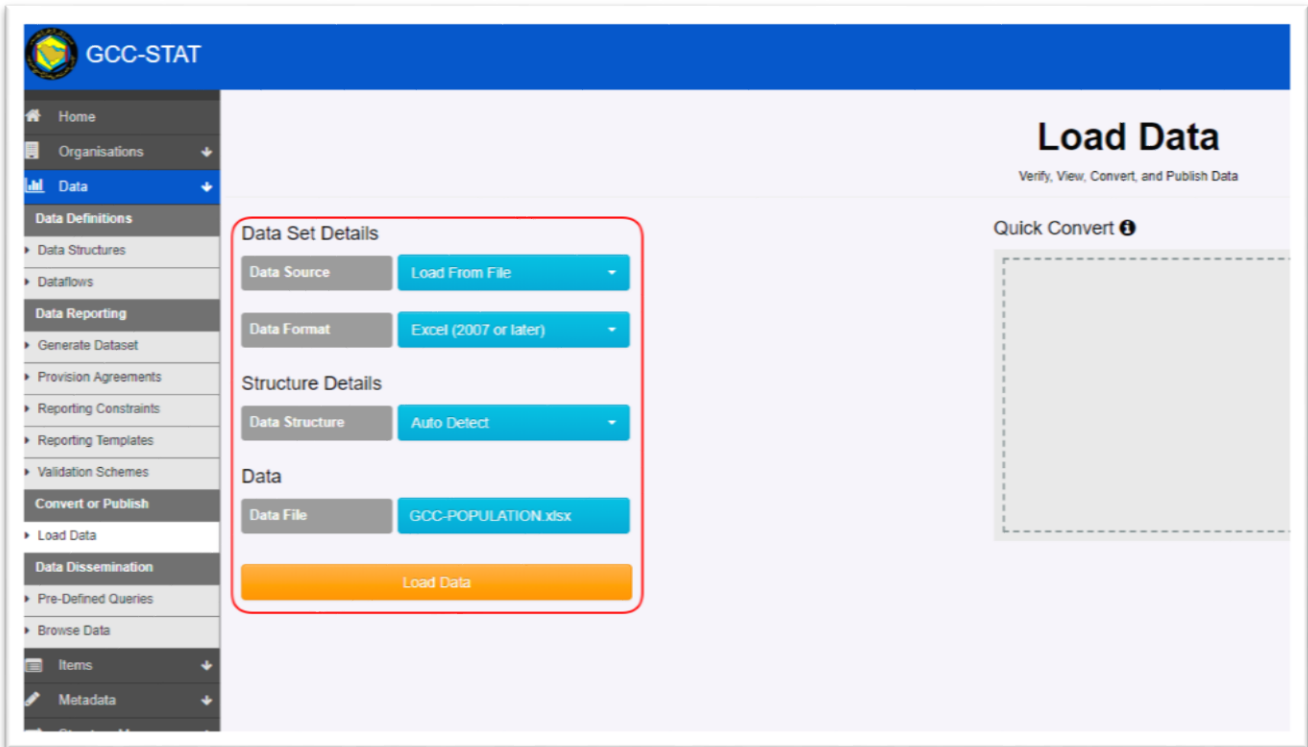 GCC-STAT
Home
Organisations
Data
Data Definitions
Data Structures
Dataflows
Data Reporting
Generate Dataset
Provision Agreements
Reporting Constraints
Reporting Templates
Validation Schemes
Convert or Publish
Load Data
Data Dissemination
Pre-Defined Queries
Browse Data
Items
Metadata
Load Data
Verify, View, Convert, and Publish Data
Data Set Details
Data Source Load From File
Data Format Excel (2007 or later)
Structure Details
Data Structure Auto Detect
Data
Data File GCC-POPULATION.xlsx
Load Data
Quick Convert